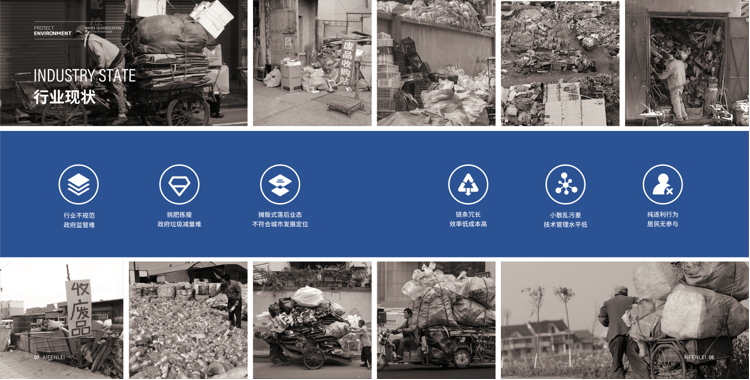 PROTECT
ENVIRONMENT
INDUSTRY STATE
行业现状
废品收购站
行业不规范
政府监管难
挑肥拣瘦
政府垃圾减量难
摊贩式落后业态
不符合城市发展定位
链条冗长
效率低成本高
小散乱污差
技术管理水平低
纯逐利行为
居民无参与
收废品
07 AIFENLEI
AIFENLEI 08